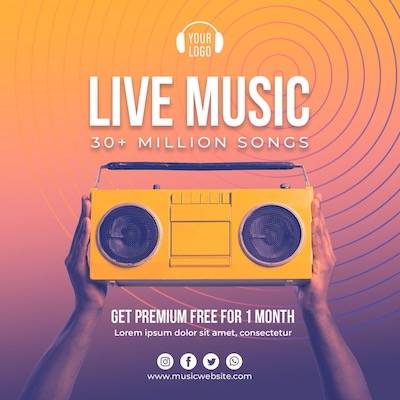 YOUR
LOGO
LIVE MUSIC
30+ MILLION SONGS
GET PREMIUM FREE FOR 1 MONTH
Lorem ipsum dolor sit amet, consectetur
www.musicwebsite.com